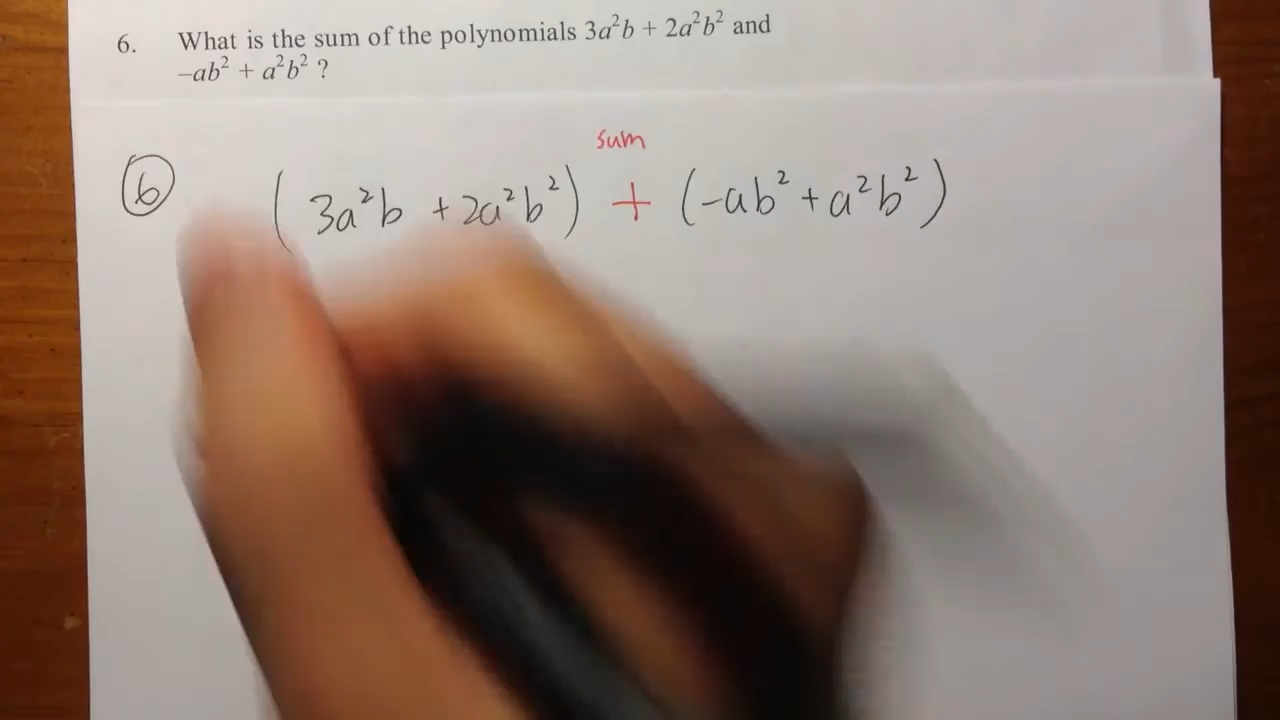 6. What is the sum of the polynomials 3a²b + 2a²b² and
–ab² + a²b² ?
sum
6 (3a²b + 2a²b²) + (-ab² + a²b²)